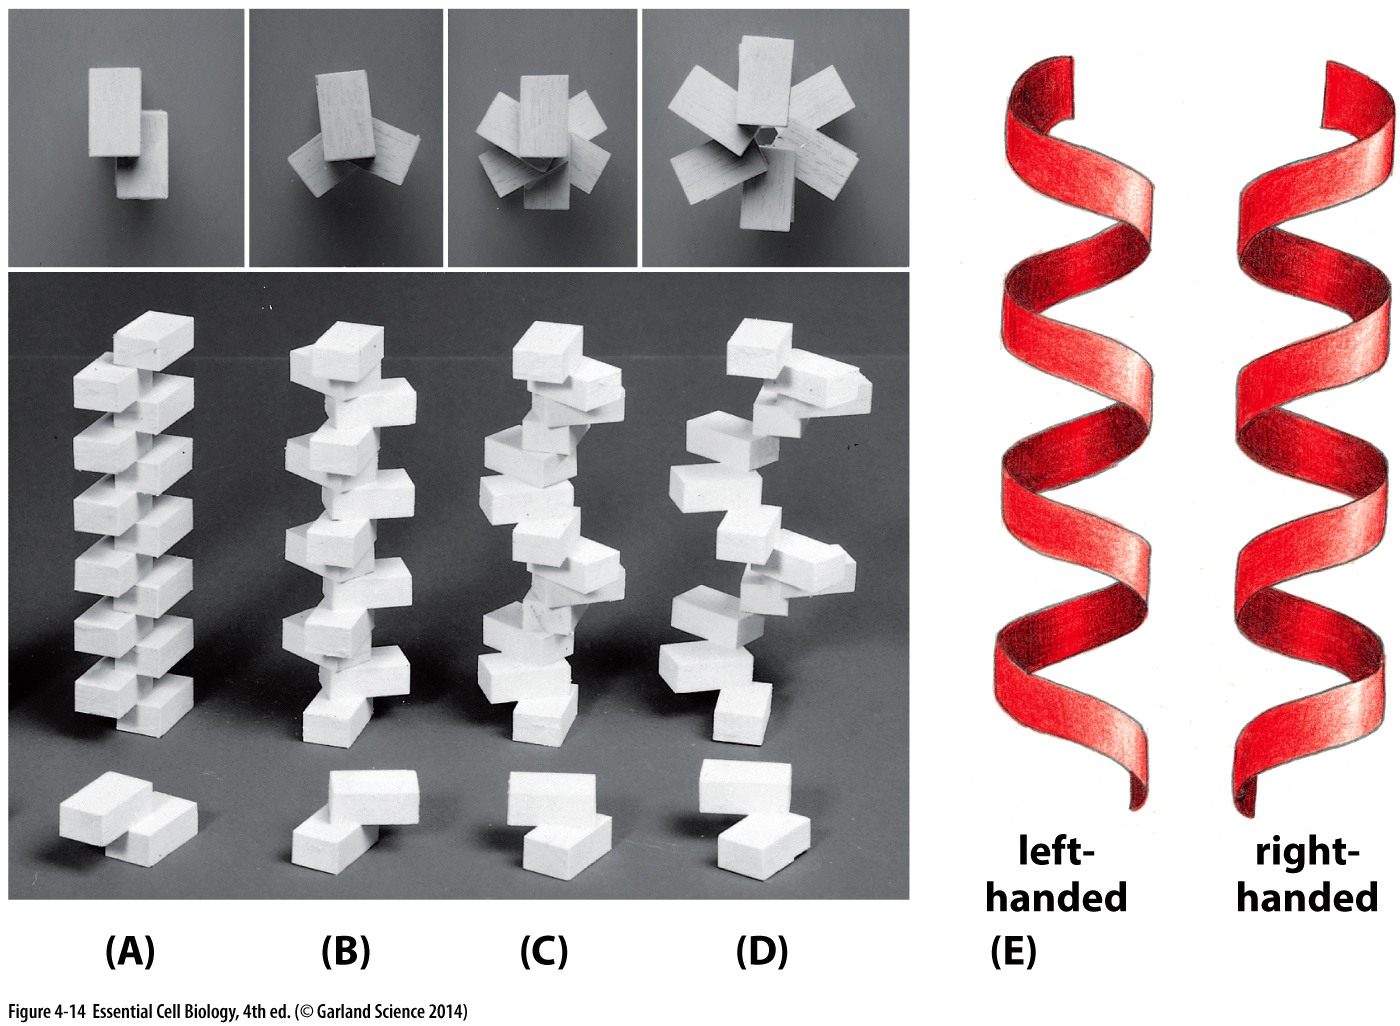 left-
handed
right-
handed
(A)
(B)
(C)
(D)
(E)
Figure 4-14 Essential Cell Biology, 4th ed. (© Garland Science 2014)